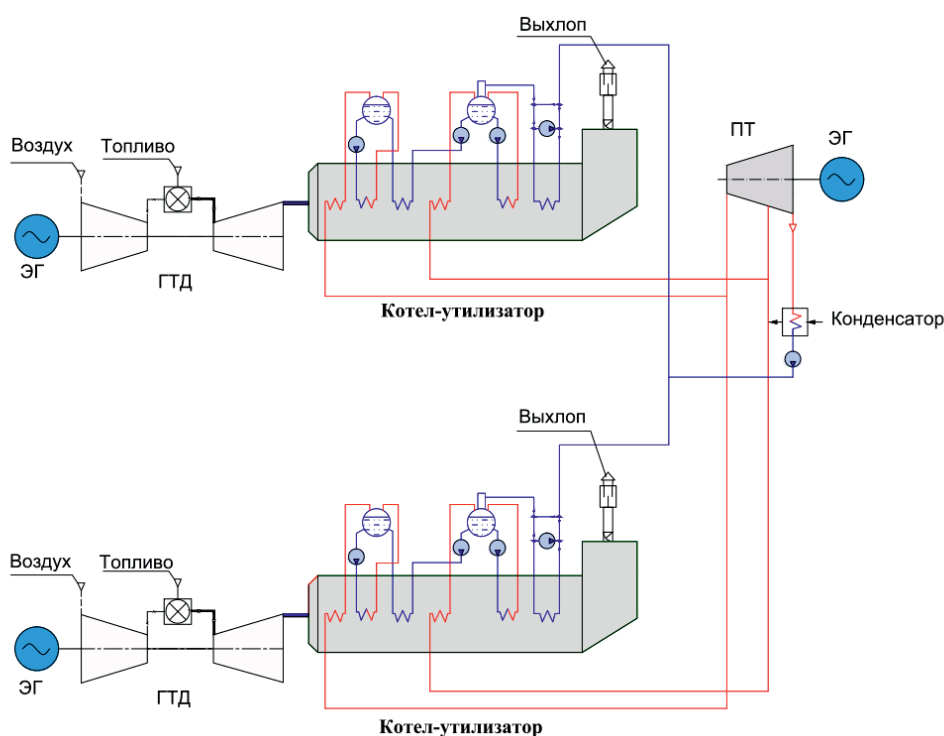 Выхлоп
Воздух
Топливо
ПТ
ЭГ
ЭГ
ГТД
Котел-утилизатор
Конденсатор
Выхлоп
Воздух
Топливо
ЭГ
ГТД
Котел-утилизатор